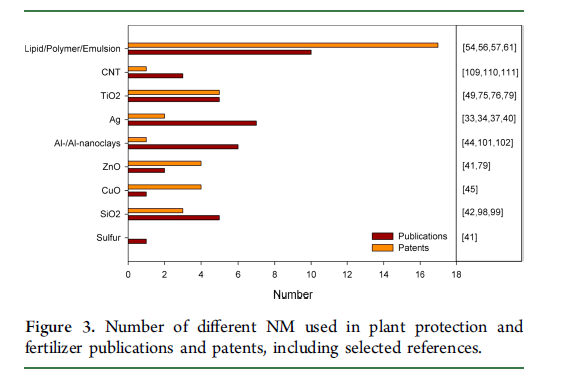 Lipid/Polymer/Emulsion [54,56,57,61]
CNT [109,110,111]
TiO2 [49,75,76,79]
Ag [33,34,37,40]
Al-/Al-nanoclays [44,101,102]
ZnO [41,79]
CuO [45]
SiO2 [42,98,99]
Sulfur [41]
Publications
Patents
0 2 4 6 8 10 12 14 16 18
Number
Figure 3. Number of different NM used in plant protection and
fertilizer publications and patents, including selected references.